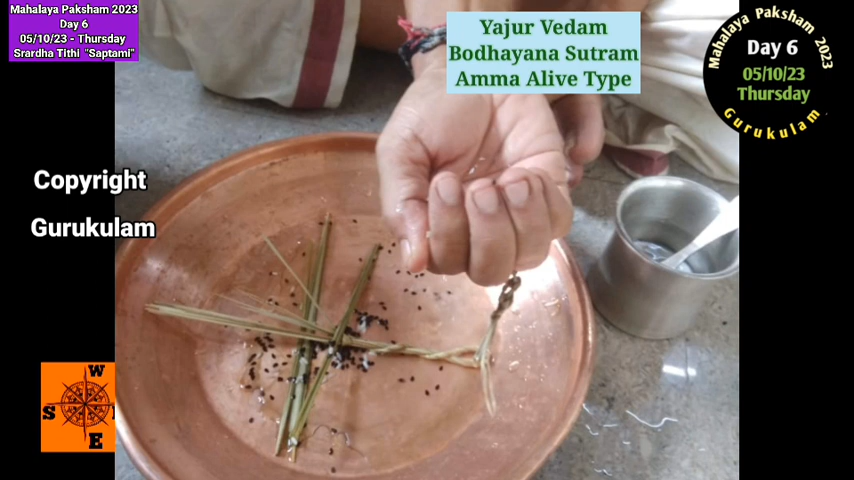 Mahalaya Paksham 2023
Day 6
05/10/23 - Thursday
Srardha Tithi "Saptami"
Yajur Vedam
Bodhayana Sutram
Amma Alive Type
Mahalaya Paksham 2023
Day 6
05/10/23
Thursday
Gurukulam
Copyright
Gurukulam
W
S
E